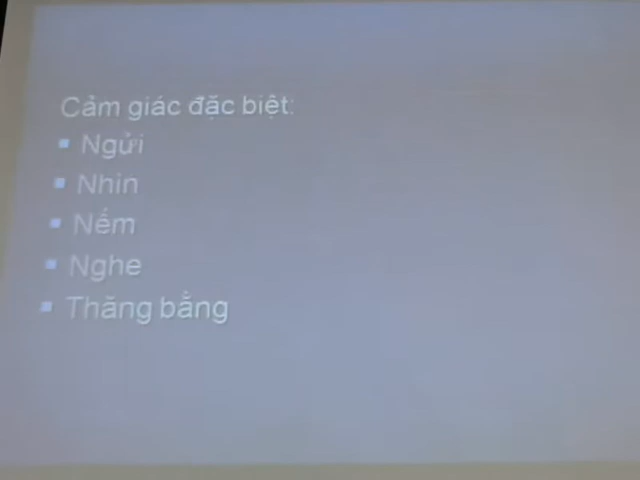 Cảm giác đặc biệt:
Ngửi
Nhìn
Nếm
Nghe
Thăng bằng